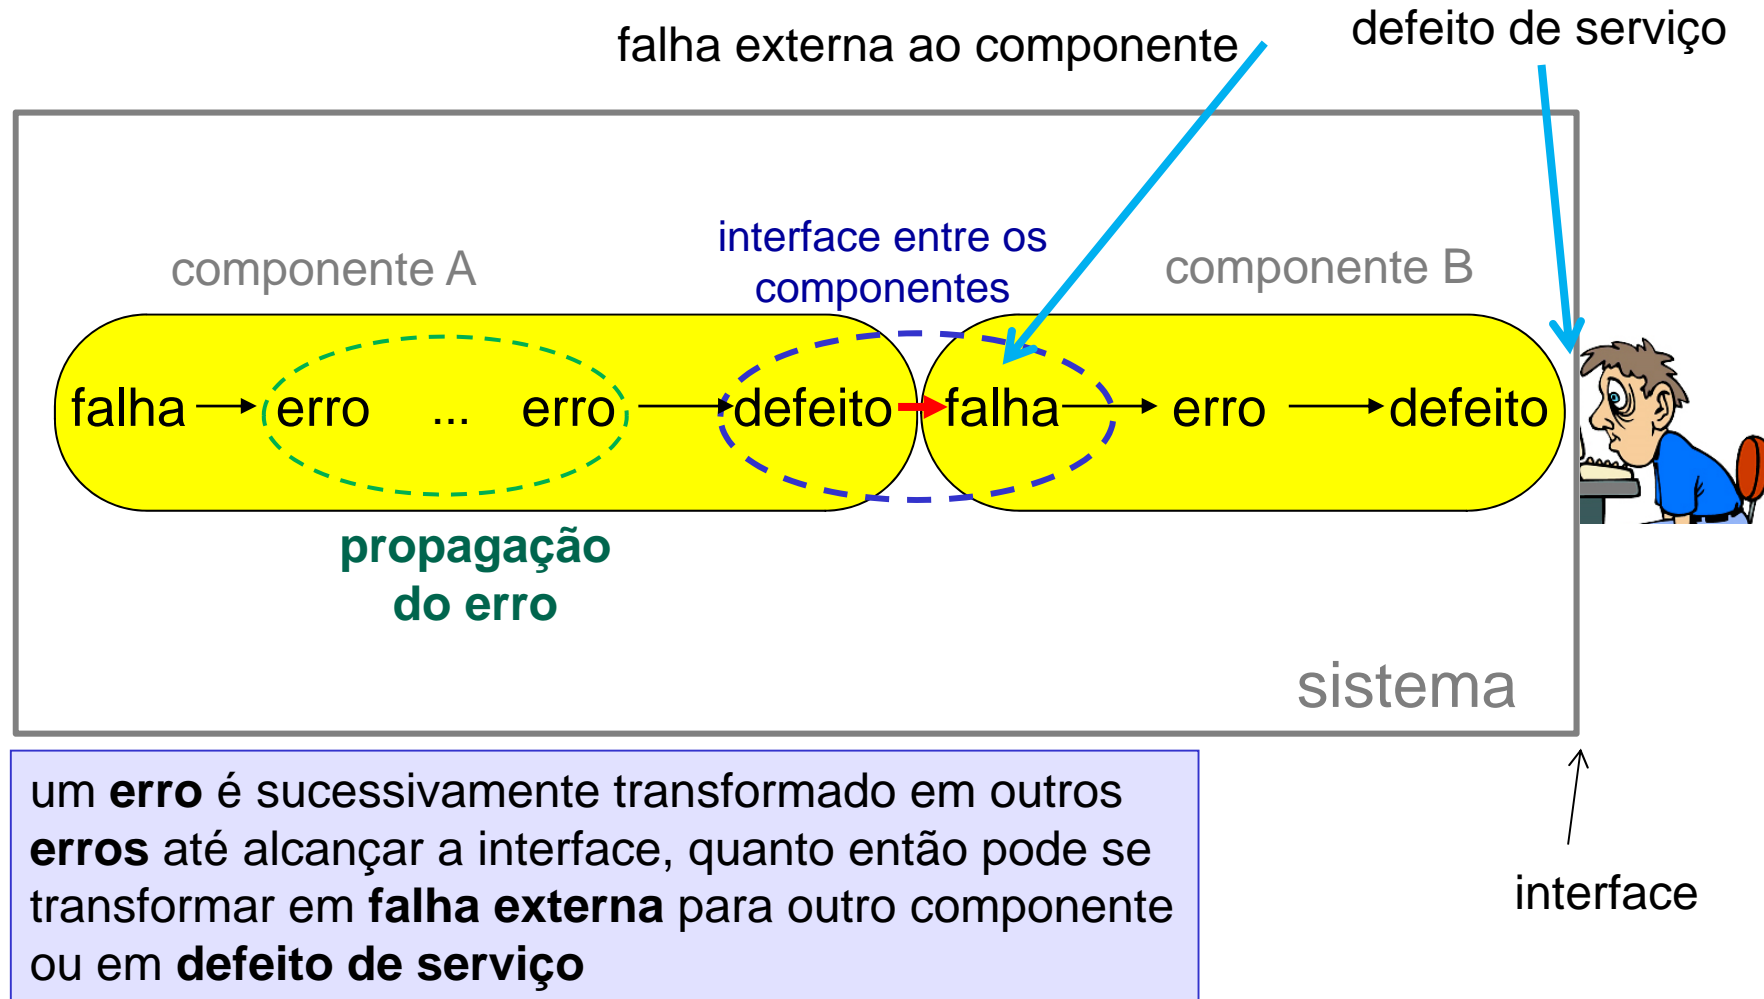 falha externa ao componente
defeito de serviço
componente A
interface entre os
componentes
componente B
falha erro ... erro defeito falha erro defeito
propagação
do erro
sistema
um erro é sucessivamente transformado em outros
erros até alcançar a interface, quanto então pode se
transformar em falha externa para outro componente
ou em defeito de serviço
interface